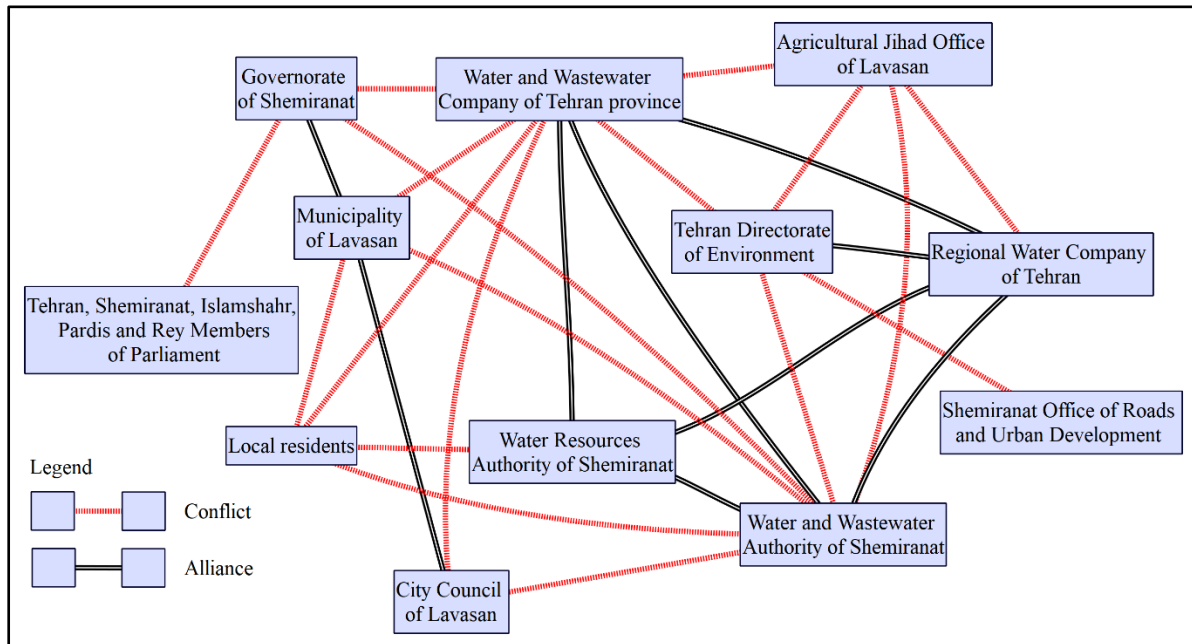 Agricultural Jihad Office
of Lavasan
Governorate
of Shemiranat
Water and Wastewater
Company of Tehran province
Municipality
of Lavasan
Tehran Directorate
of Environment
Regional Water Company
of Tehran
Tehran, Shemiranat, Islamshahr,
Pardis and Rey Members
of Parliament
Shemiranat Office of Roads
and Urban Development
Local residents
Water Resources
Authority of Shemiranat
Water and Wastewater
Authority of Shemiranat
City Council
of Lavasan
Legend
Conflict
Alliance